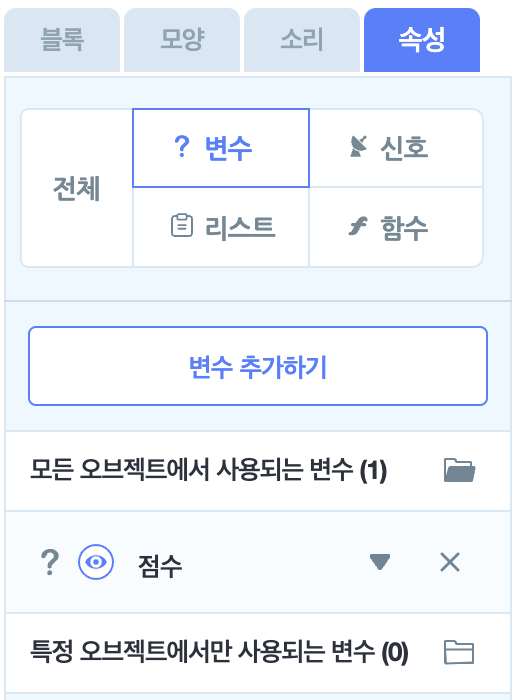 블록 모양 소리 속성
전체
? 변수 신호
리스트 함수
변수 추가하기
모든 오브젝트에서 사용되는 변수 (1)
? 점수
특정 오브젝트에서만 사용되는 변수 (0)